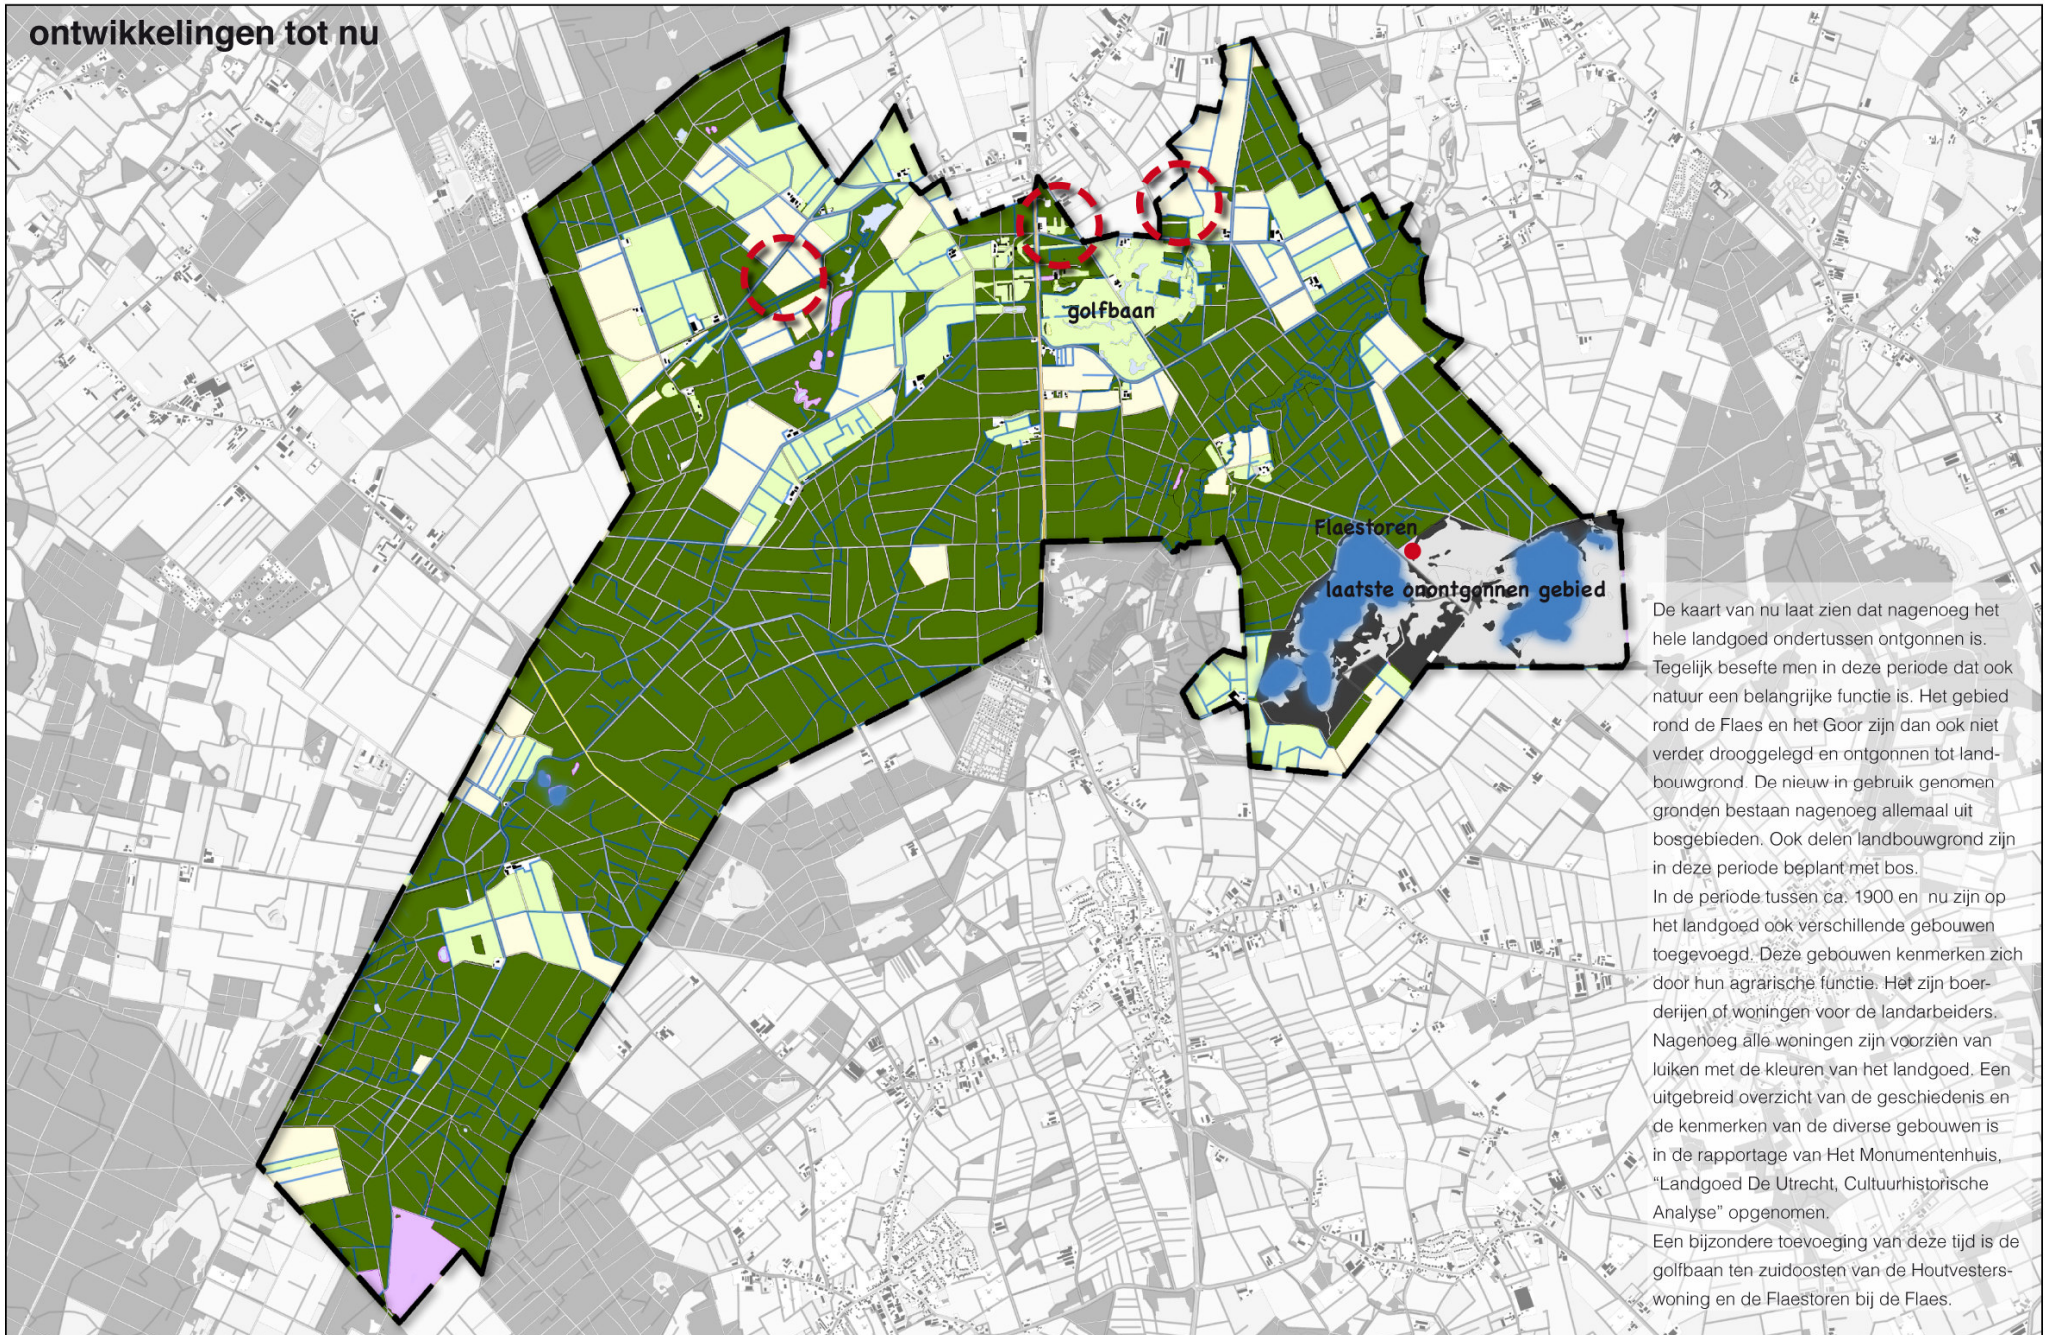 ontwikkelingen tot nu
golfbaan
Flaestoren
laatste onontgonnen gebied
De kaart van nu laat zien dat nagenoeg het
hele landgoed ondertussen ontgonnen is.
Tegelijk besefte men in deze periode dat ook
natuur een belangrijke functie is. Het gebied
rond de Flaes en het Goor zijn dan ook niet
verder drooggelegd en ontgonnen tot land-
bouwgrond. De nieuw in gebruik genomen
gronden bestaan nagenoeg allemaal uit
bosgebieden. Ook delen landbouwgrond zijn
in deze periode beplant met bos.
In de periode tussen ca. 1900 en nu zijn op
het landgoed ook verschillende gebouwen
toegevoegd. Deze gebouwen kenmerken zich
door hun agrarische functie. Het zijn boer-
derijen of woningen voor de landarbeiders.
Nagenoeg alle woningen zijn voorzien van
luiken met de kleuren van het landgoed. Een
uitgebreid overzicht van de geschiedenis en
de kenmerken van de diverse gebouwen is
in de rapportage van Het Monumentenhuis,
“Landgoed De Utrecht, Cultuurhistorische
Analyse” opgenomen.
Een bijzondere toevoeging van deze tijd is de
golfbaan ten zuidoosten van de Houtvesters-
woning en de Flaestoren bij de Flaes.